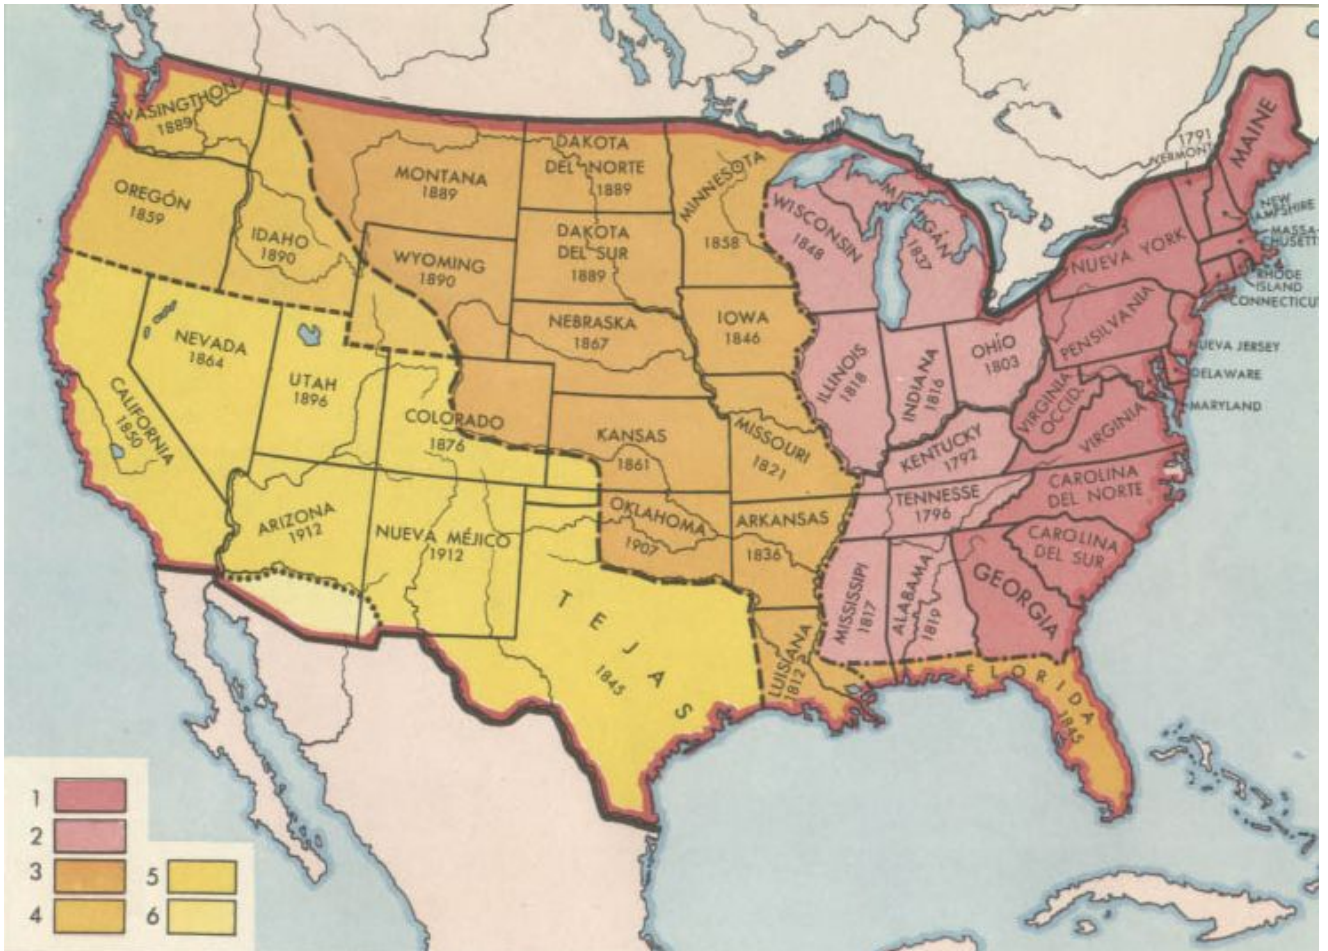 WASINGTHON
1889
OREGÓN
1859
IDAHO
1890
MONTANA
1889
WYOMING
1890
DAKOTA
DEL NORTE
1889
DAKOTA
DEL SUR
1889
NEBRASKA
1867
MINNESOTA
1858
IOWA
1846
WISCONSIN
1848
MICHIGÁN
1837
1791
VERMONT
MAINE
NEW
HAMPSHIRE
MASSA-
CHUSETTS
RHODE
ISLAND
CONNECTICUT
NUEVA YORK
PENSILVANIA
NUEVA JERSEY
DELAWARE
MARYLAND
NEVADA
1864
CALIFORNIA
1850
UTAH
1896
COLORADO
1876
KANSAS
1861
MISSOURI
1821
ILLINOIS
1818
INDIANA
1816
OHÍO
1803
VIRGINIA
OCCID.
VIRGINIA
KENTUCKY
1792
TENNESSE
1796
CAROLINA
DEL NORTE
CAROLINA
DEL SUR
ARIZONA
1912
NUEVA MÉJICO
1912
OKLAHOMA
1907
ARKANSAS
1836
TEJAS
1845
LUISIANA
1812
MISSISSIPI
1817
ALABAMA
1819
GEORGIA
FLORIDA
1845
1
2
3
4
5
6